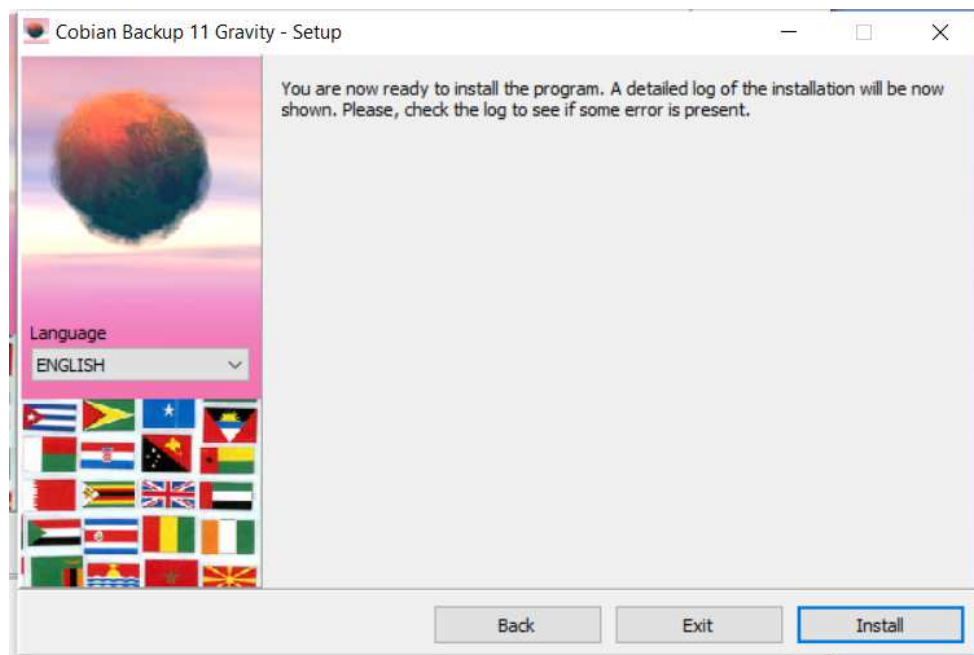 Cobian Backup 11 Gravity - Setup
You are now ready to install the program. A detailed log of the installation will be now
shown. Please, check the log to see if some error is present.
Language
ENGLISH
Back
Exit
Install